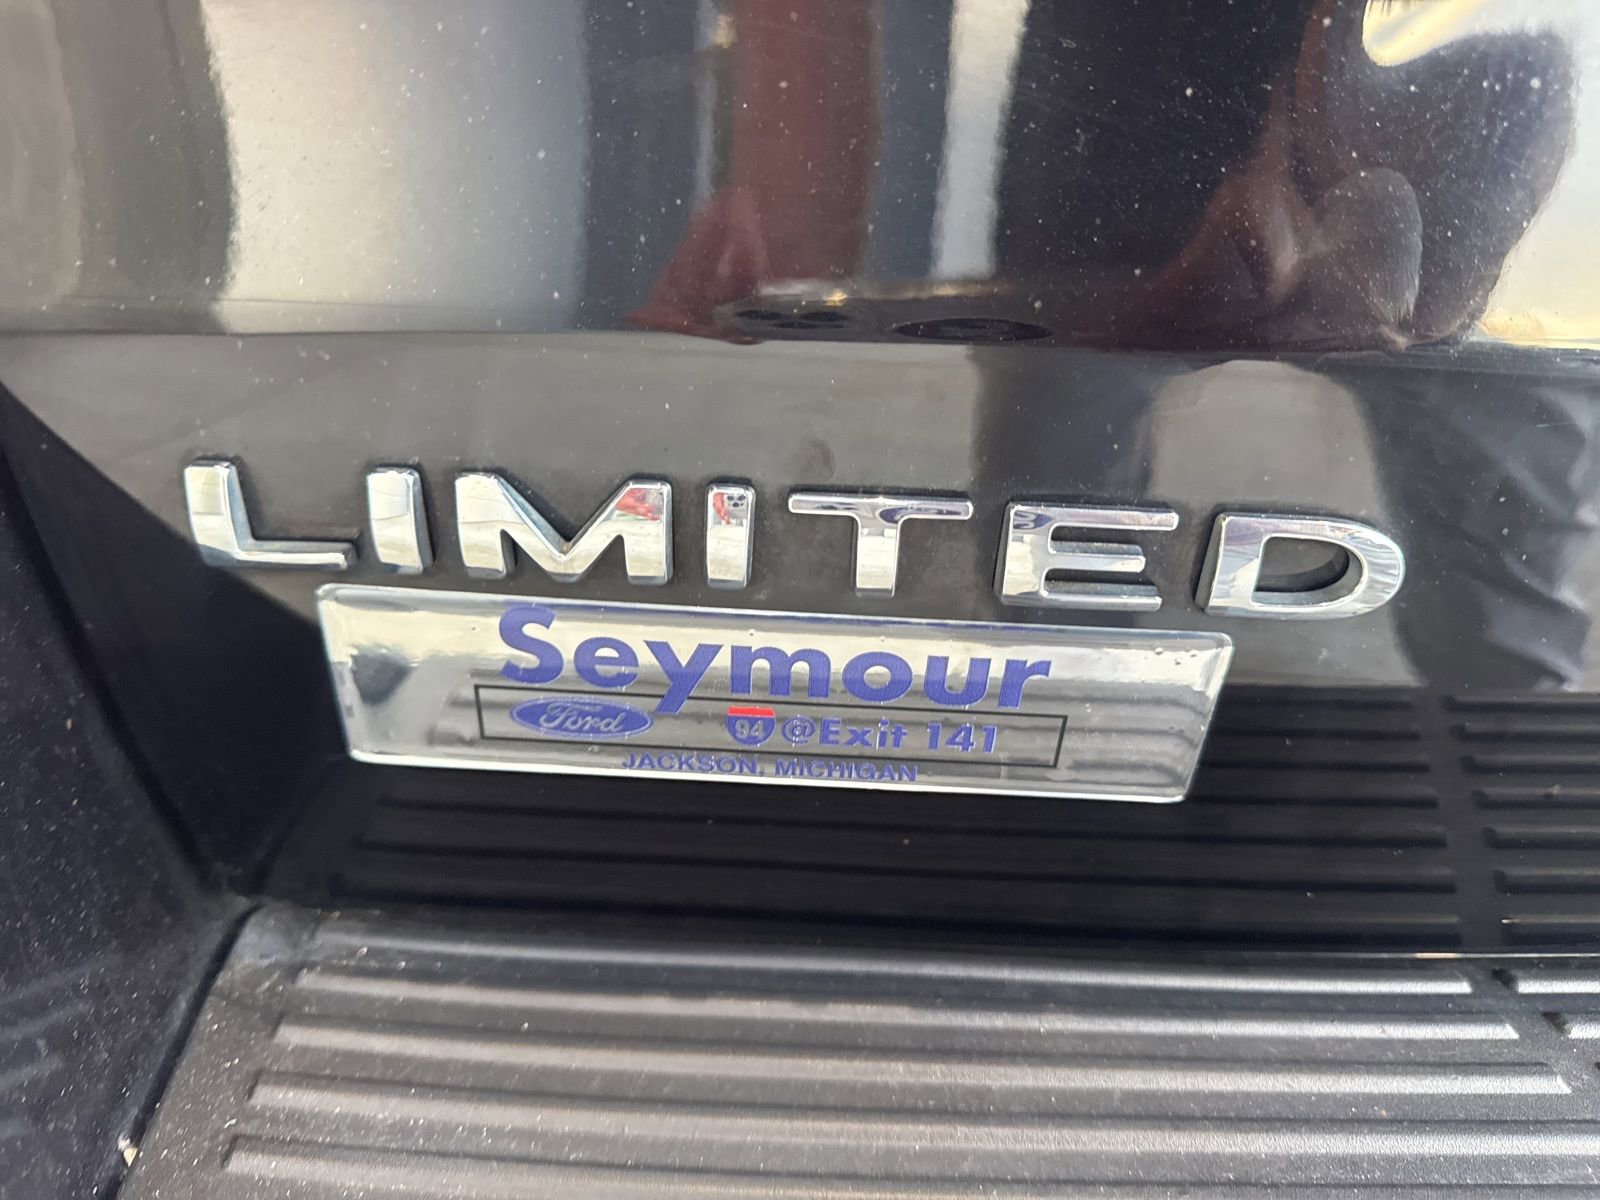 LIMITED
Seymour
Ford 94 @ Exit 141
JACKSON, MICHIGAN